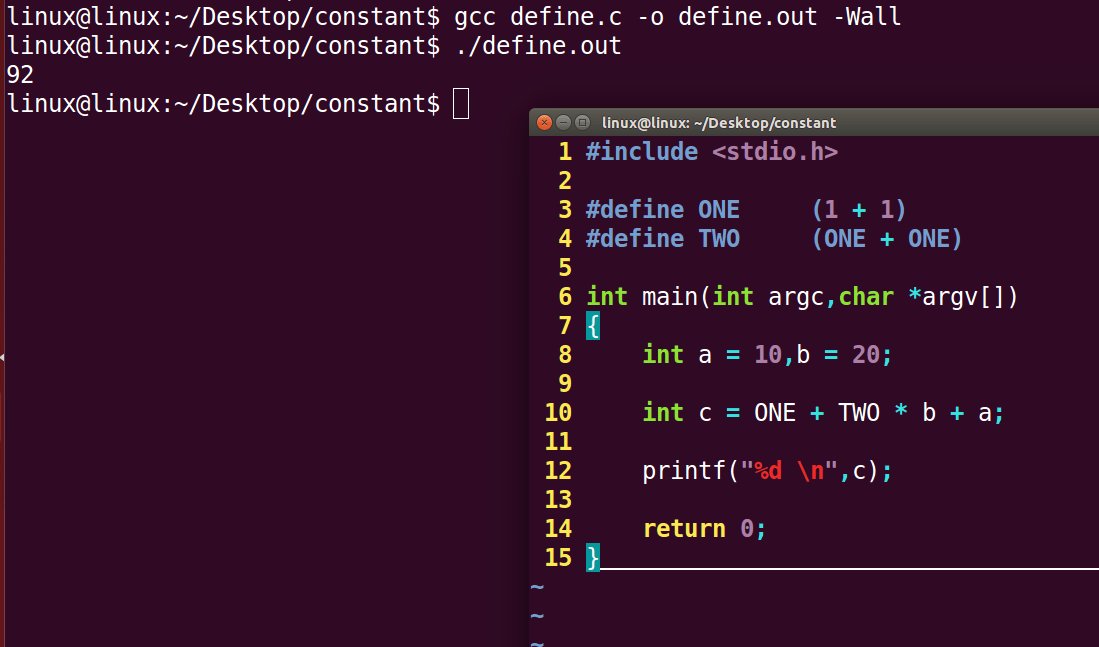 linux@linux:~/Desktop/constant$ gcc define.c -o define.out -Wall
linux@linux:~/Desktop/constant$ ./define.out
92
linux@linux:~/Desktop/constant$
linux@linux: ~/Desktop/constant
1 #include <stdio.h>
2
3 #define ONE     (1 + 1)
4 #define TWO     (ONE + ONE)
5
6 int main(int argc,char *argv[])
7 {
8     int a = 10,b = 20;
9
10     int c = ONE + TWO * b + a;
11
12     printf("%d \n",c);
13
14     return 0;
15 }
~
~
~